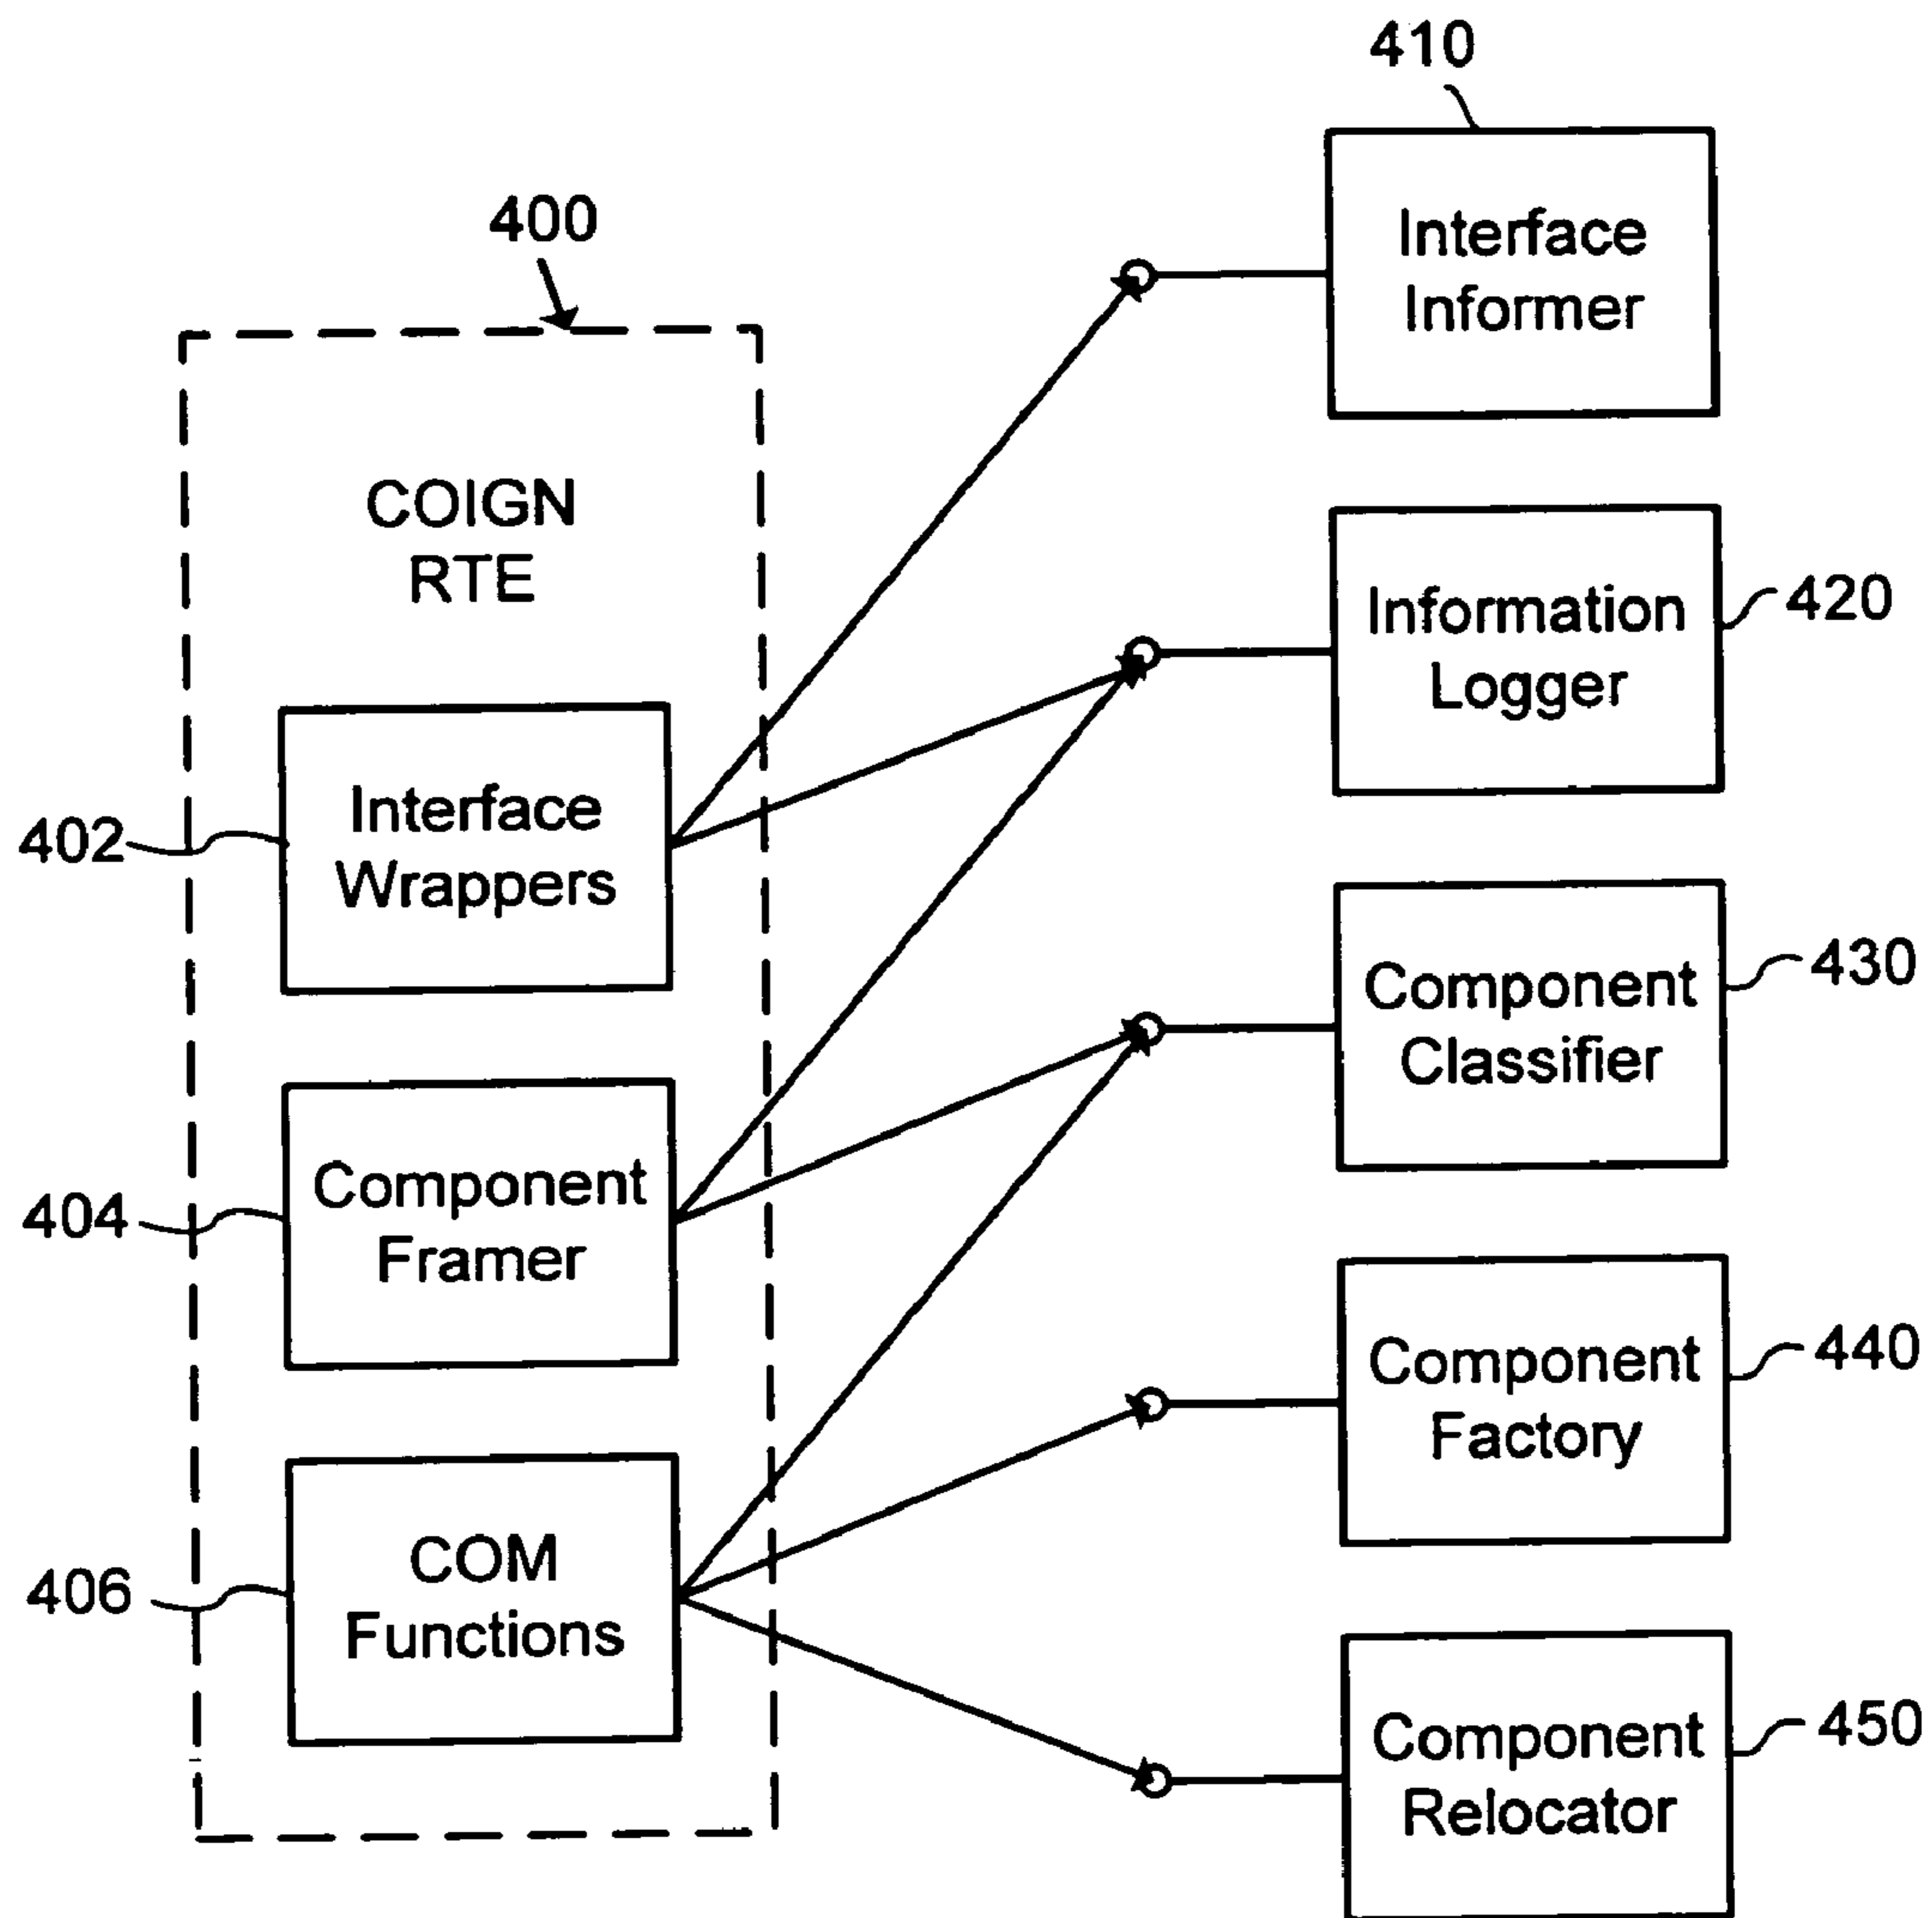 410
Interface
Informer
400
COIGN
RTE
Information
Logger
420
Interface
Wrappers
402
Component
Classifier
430
Component
Framer
404
Component
Factory
440
COM
Functions
406
Component
Relocator
450